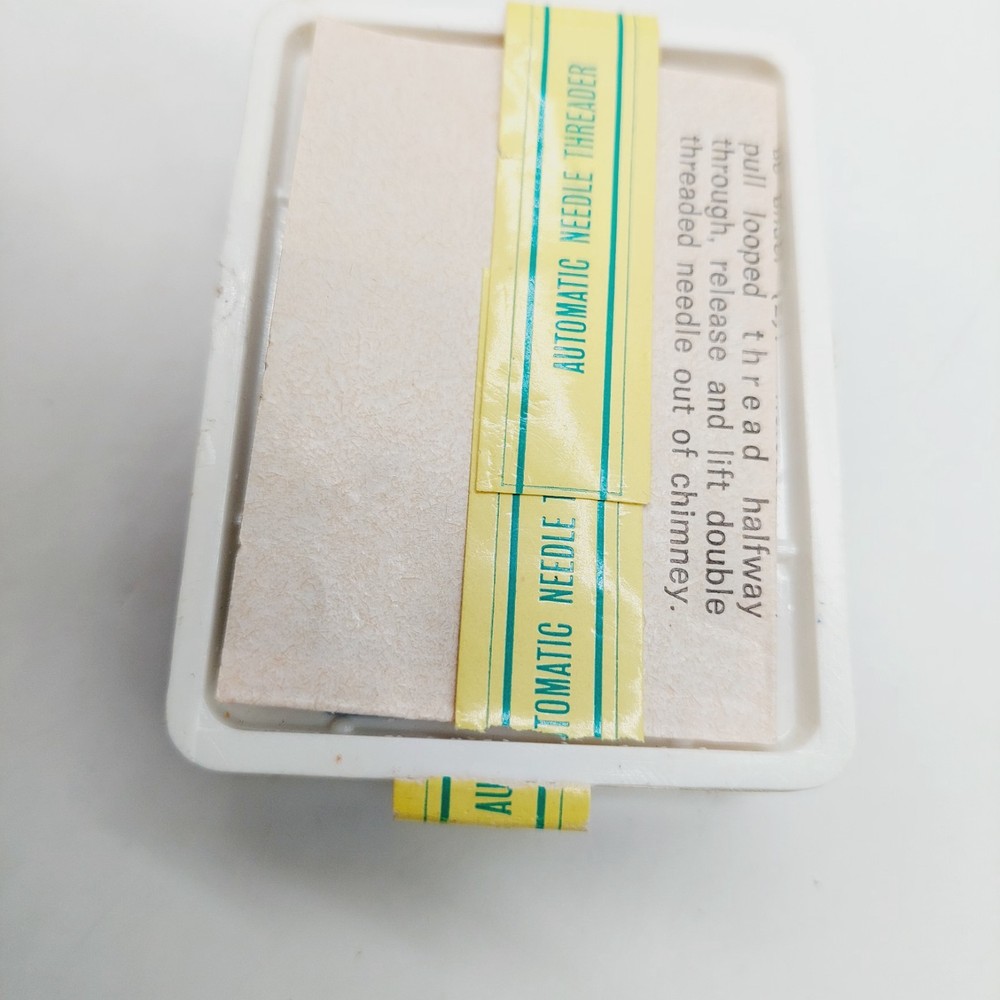 AUTOMATIC NEEDLE THREADER
TOMATIC NEEDLE T
AU
pull looped thread halfway
through, release and lift double
threaded needle out of chimney.